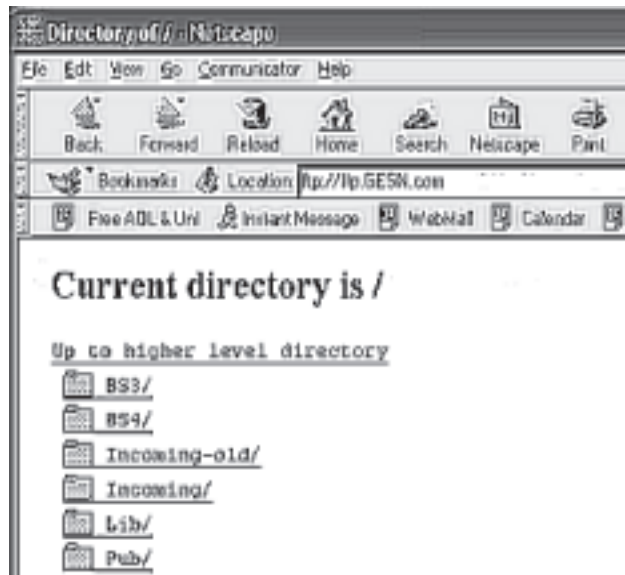 Directory of / - Netscape
File Edit View Go Communicator Help
Back Forward Reload Home Search Netscape Print
Bookmarks Location ftp://ftp.GESN.com
Free AOL & Uni Instant Message WebMail Calendar
Current directory is /
Up to higher level directory
BS3/
BS4/
Incoming-old/
Incoming/
Lib/
Pub/